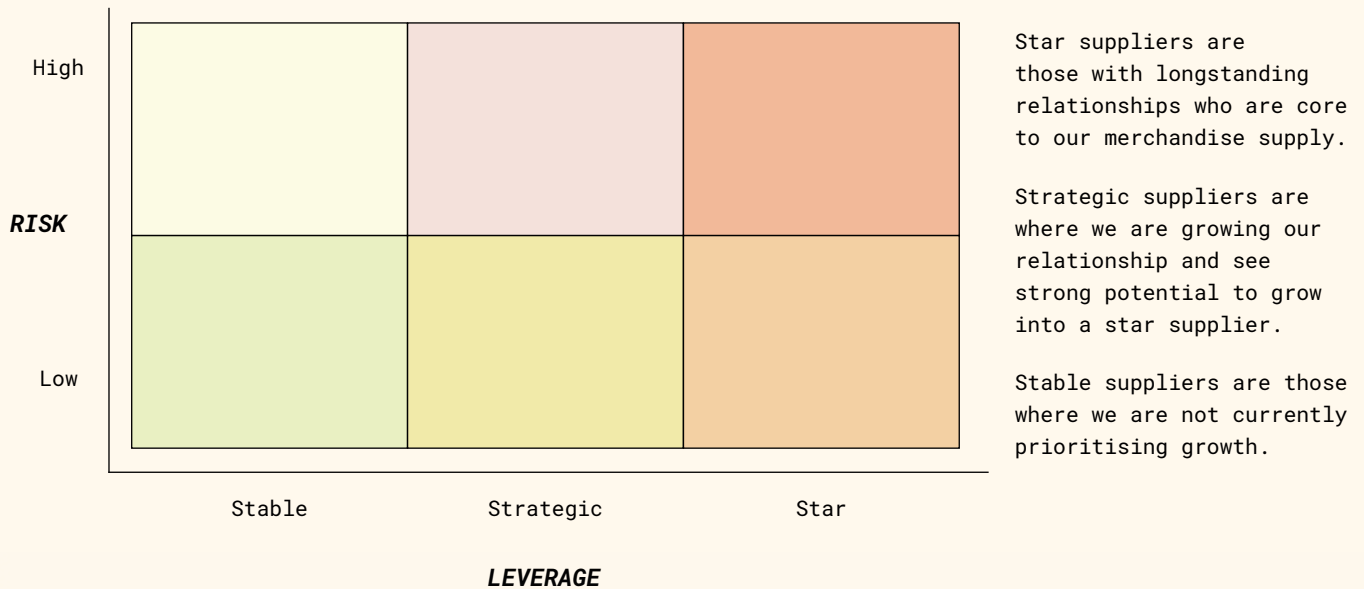 High
RISK
Low
Stable
Strategic
Star
LEVERAGE
Star suppliers are
those with longstanding
relationships who are core
to our merchandise supply.
Strategic suppliers are
where we are growing our
relationship and see
strong potential to grow
into a star supplier.
Stable suppliers are those
where we are not currently
prioritising growth.